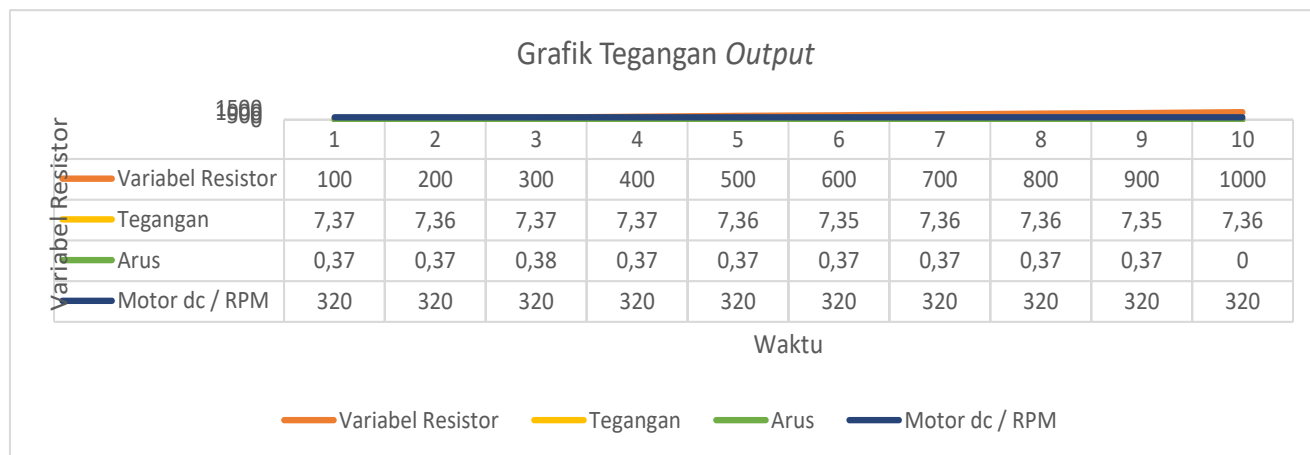 Grafik Tegangan Output
1500
1000
500
0
Variabel Resistor
1 2 3 4 5 6 7 8 9 10
Variabel Resistor 100 200 300 400 500 600 700 800 900 1000
Tegangan 7,37 7,36 7,37 7,37 7,36 7,35 7,36 7,36 7,35 7,36
Arus 0,37 0,37 0,38 0,37 0,37 0,37 0,37 0,37 0,37 0
Motor dc / RPM 320 320 320 320 320 320 320 320 320 320
Waktu
Variabel Resistor Tegangan Arus Motor dc / RPM